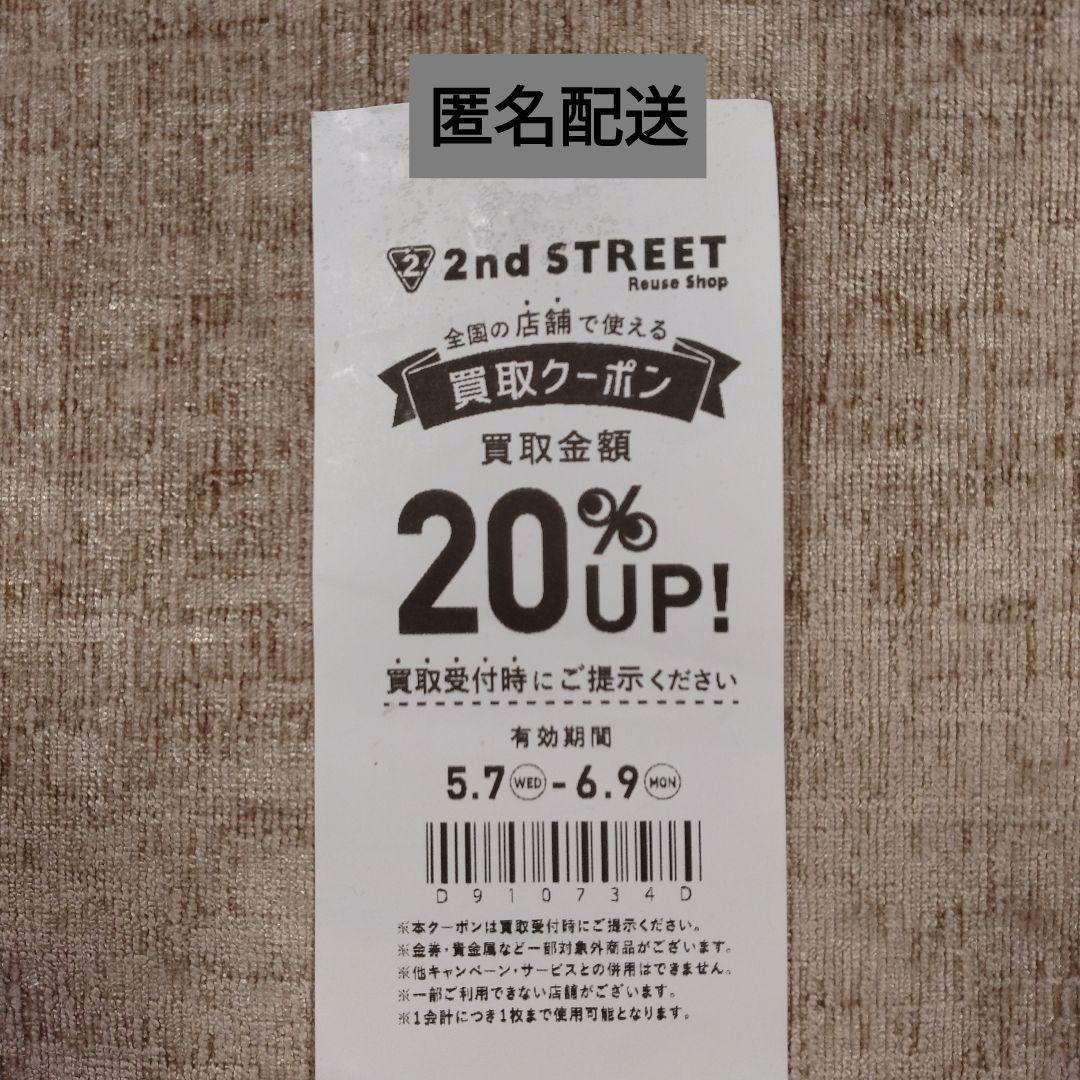 匿名配送
2 2nd STREET
Reuse Shop
全国の店舗で使える
買取クーポン
買取金額
20%UP!
買取受付時にご提示ください
有効期間
5.7 WED - 6.9 MON
D910734D
※本クーポンは買取受付時にご提示ください。
※金券・貴金属など一部対象外商品がございます。
※他キャンペーン・サービスとの併用はできません。
※一部ご利用できない店舗がございます。
※1会計につき1枚まで使用可能となります。